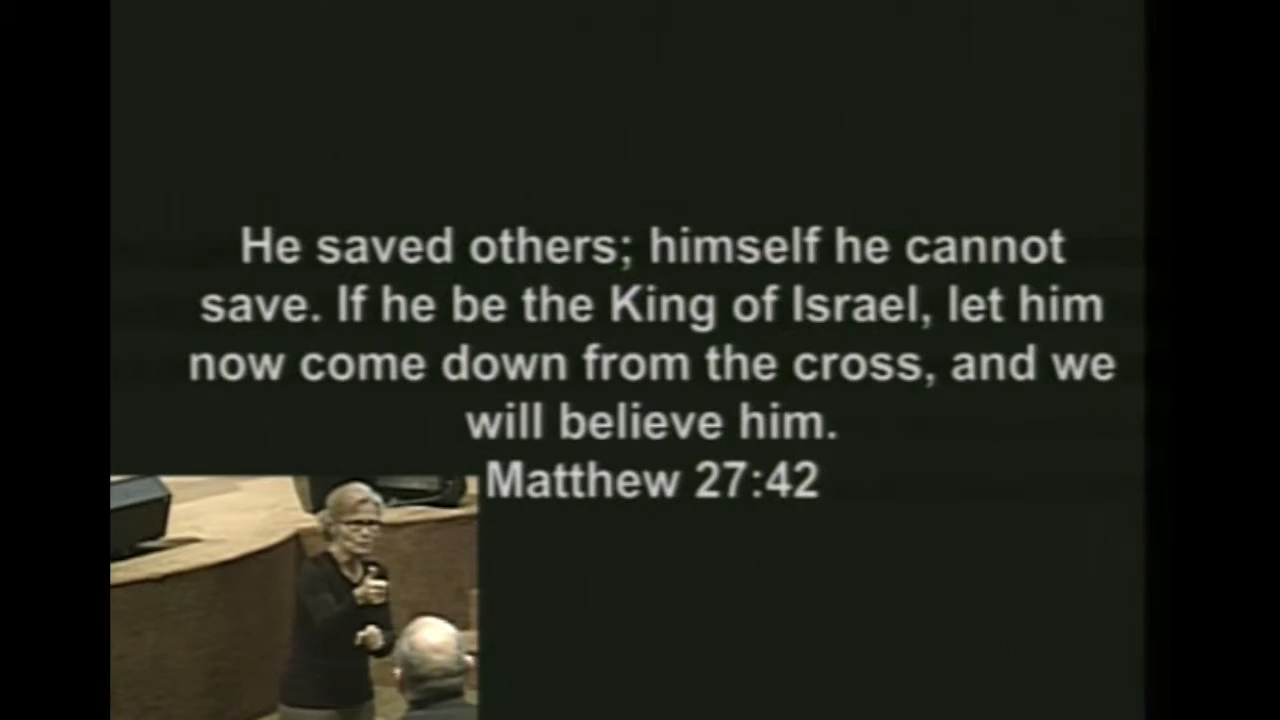 He saved others; himself he cannot
save. If he be the King of Israel, let him
now come down from the cross, and we
will believe him.
Matthew 27:42